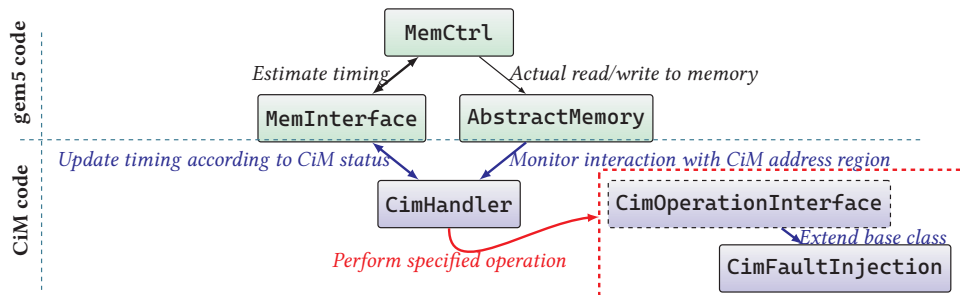 gem5 code
MemCtrl
Estimate timing
Actual read/write to memory
MemInterface
AbstractMemory
CiM code
Update timing according to CiM status
Monitor interaction with CiM address region
CimHandler
CimOperationInterface
Perform specified operation
Extend base class
CimFaultInjection